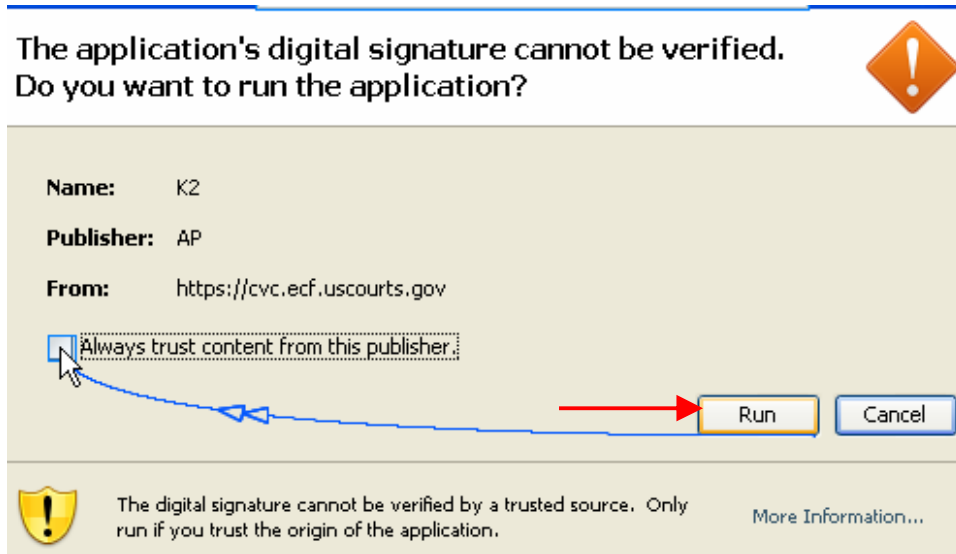 The application's digital signature cannot be verified.
Do you want to run the application?
Name: K2
Publisher: AP
From: https://cvc.ecf.uscourts.gov
Always trust content from this publisher.
Run Cancel
The digital signature cannot be verified by a trusted source. Only
run if you trust the origin of the application.
More Information...